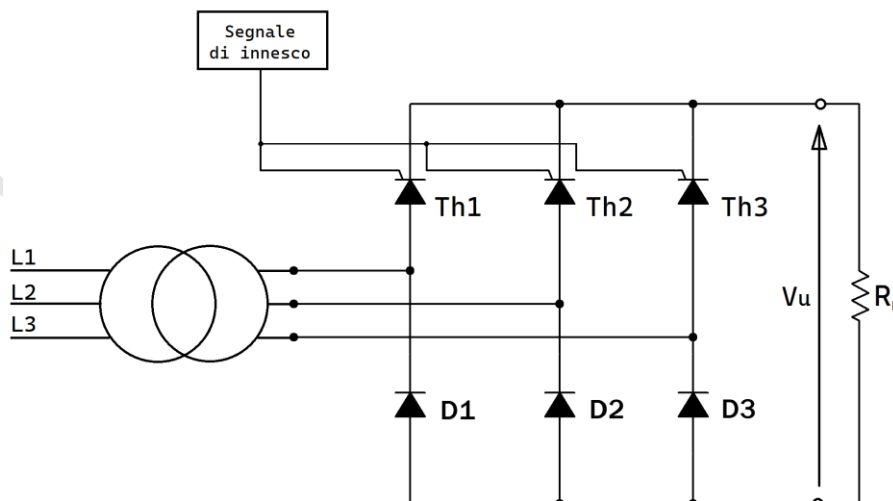 Segnale
di innesco
Th1
Th2
Th3
L1
L2
L3
Vu
R
D1
D2
D3